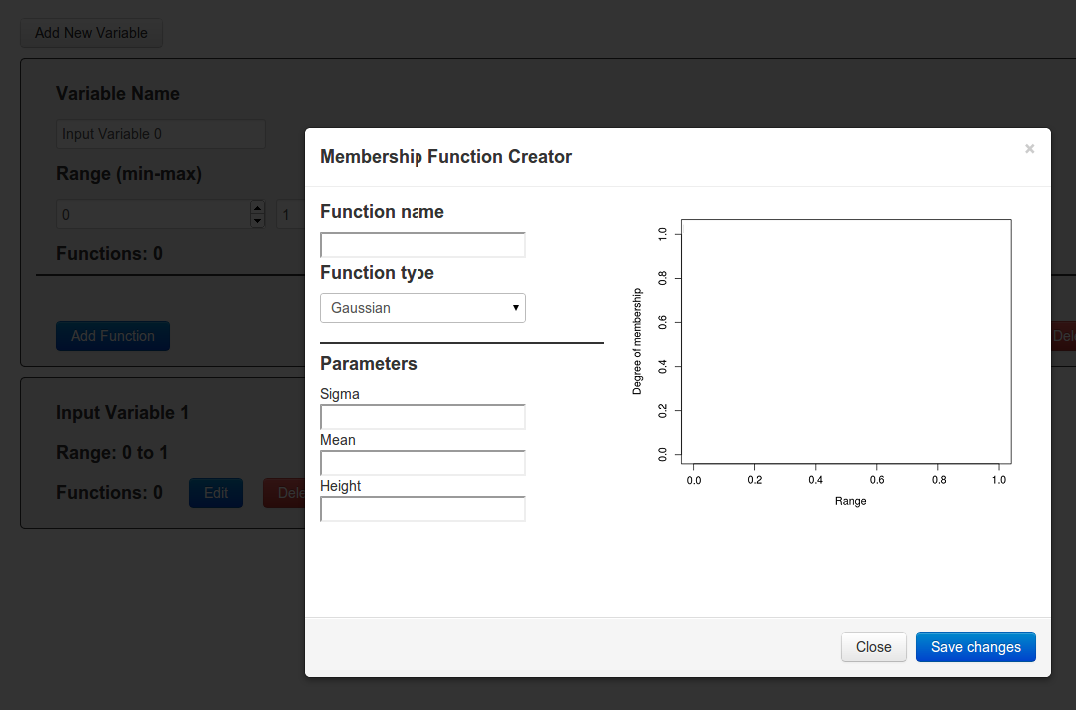 Add New Variable
Variable Name
Input Variable 0
Range (min-max)
0
1
Functions: 0
Add Function
Dele
Input Variable 1
Range: 0 to 1
Functions: 0
Edit
Dele
Membership Function Creator
×
Function name
Function type
Gaussian
Parameters
Sigma
Mean
Height
Degree of membership
1.0
0.8
0.6
0.4
0.2
0.0
0.0 0.2 0.4 0.6 0.8 1.0
Range
Close
Save changes